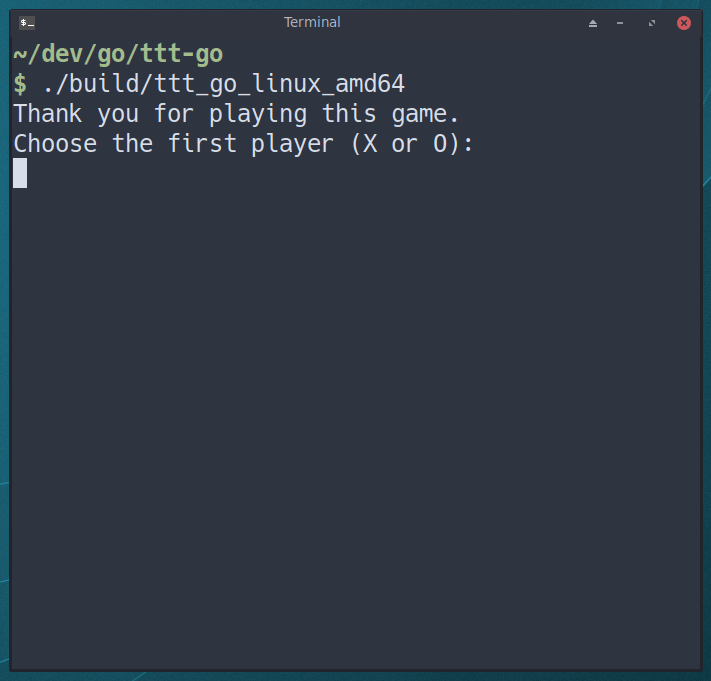 $_
Terminal
~/dev/go/ttt-go
$ ./build/ttt_go_linux_amd64
Thank you for playing this game.
Choose the first player (X or O):